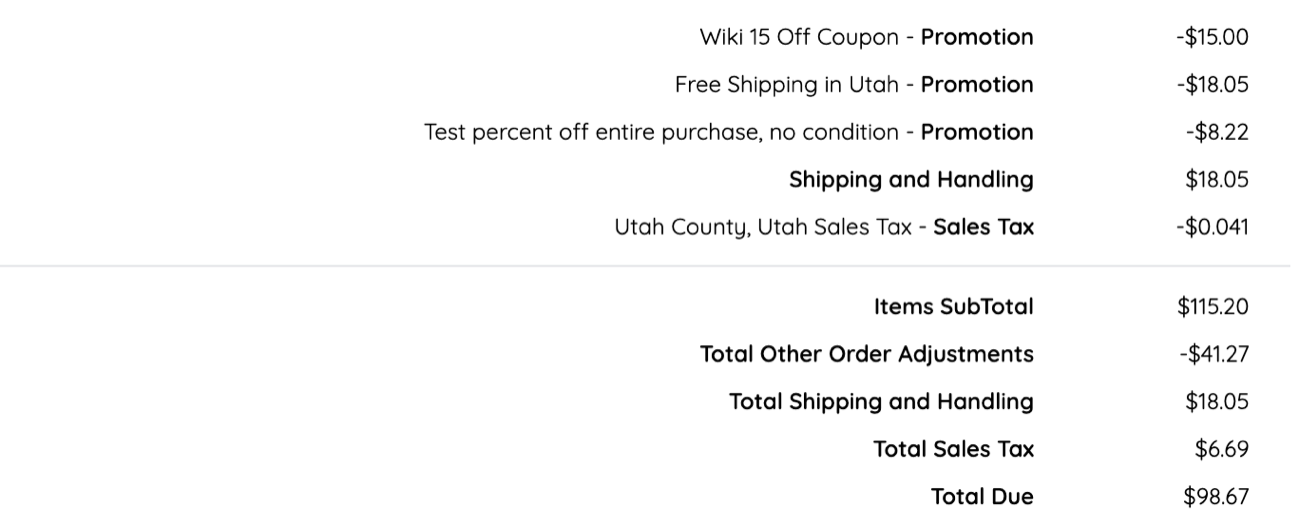 Wiki 15 Off Coupon - Promotion -$15.00
Free Shipping in Utah - Promotion -$18.05
Test percent off entire purchase, no condition - Promotion -$8.22
Shipping and Handling $18.05
Utah County, Utah Sales Tax - Sales Tax -$0.041
Items SubTotal $115.20
Total Other Order Adjustments -$41.27
Total Shipping and Handling $18.05
Total Sales Tax $6.69
Total Due $98.67